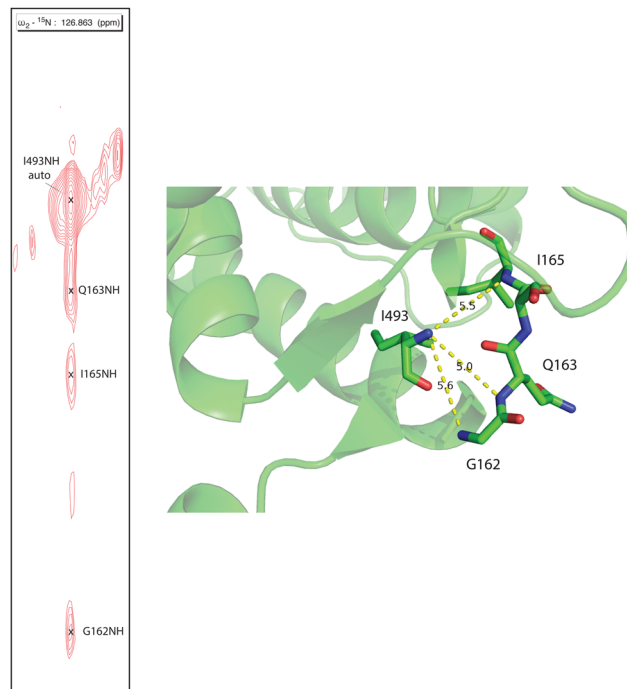 ω₂ - ¹⁵N : 126.863 (ppm)
I493NH
auto
x
x
Q163NH
x
I165NH
x
G162NH
I165
I493
5.5
5.0
5.6
Q163
G162